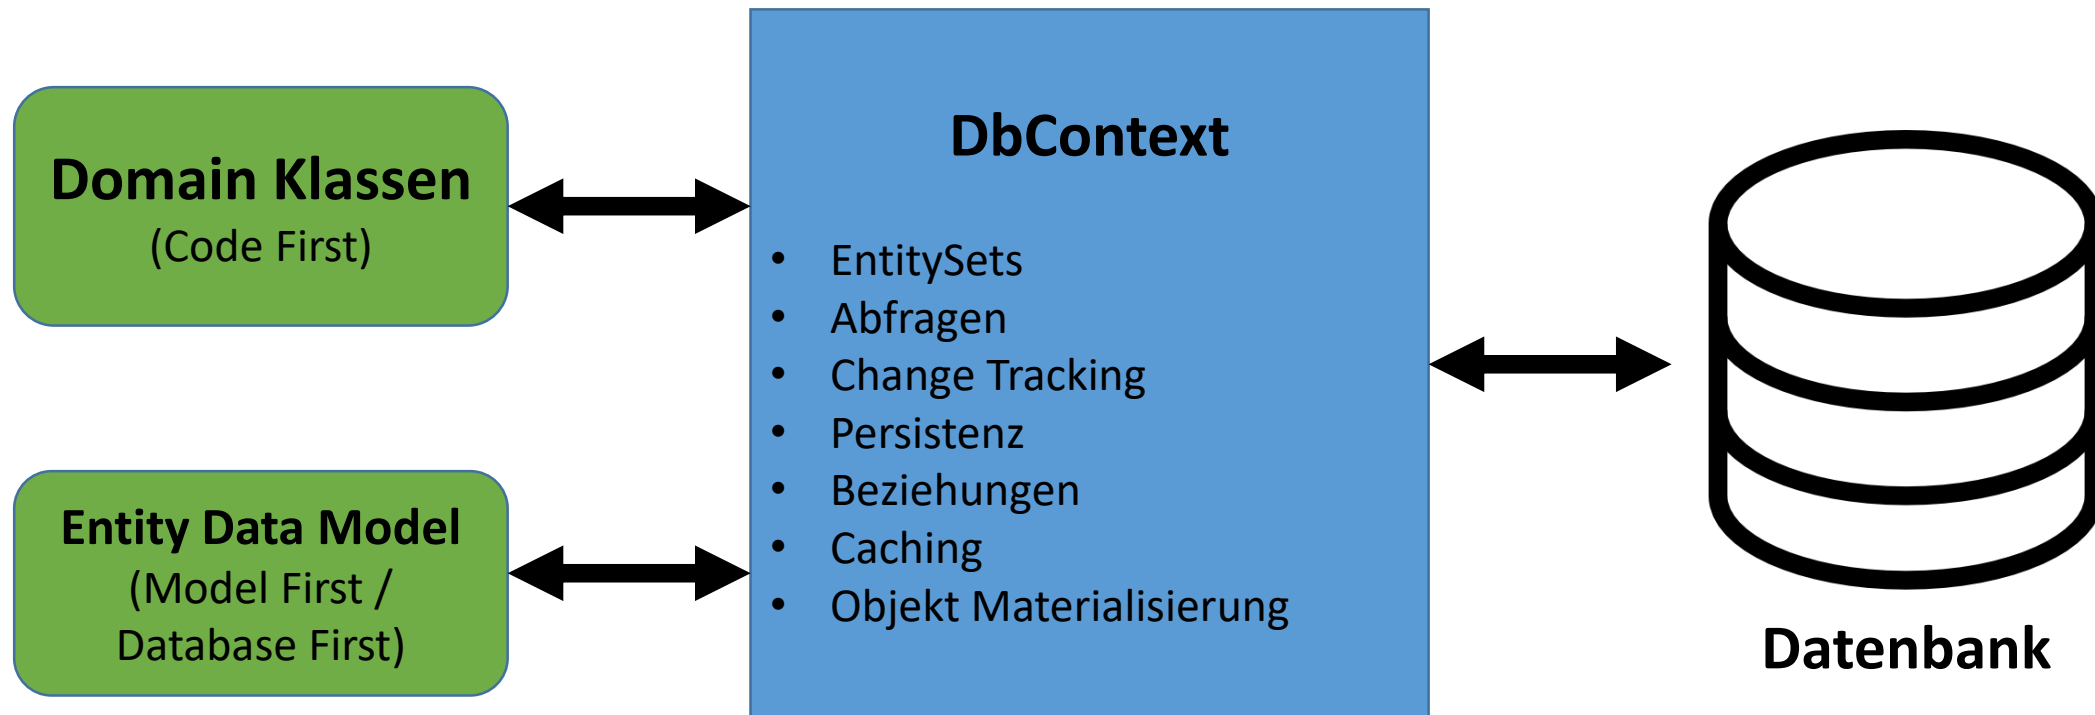 Domain Klassen
(Code First)
Entity Data Model
(Model First /
Database First)
DbContext
• EntitySets
• Abfragen
• Change Tracking
• Persistenz
• Beziehungen
• Caching
• Objekt Materialisierung
Datenbank